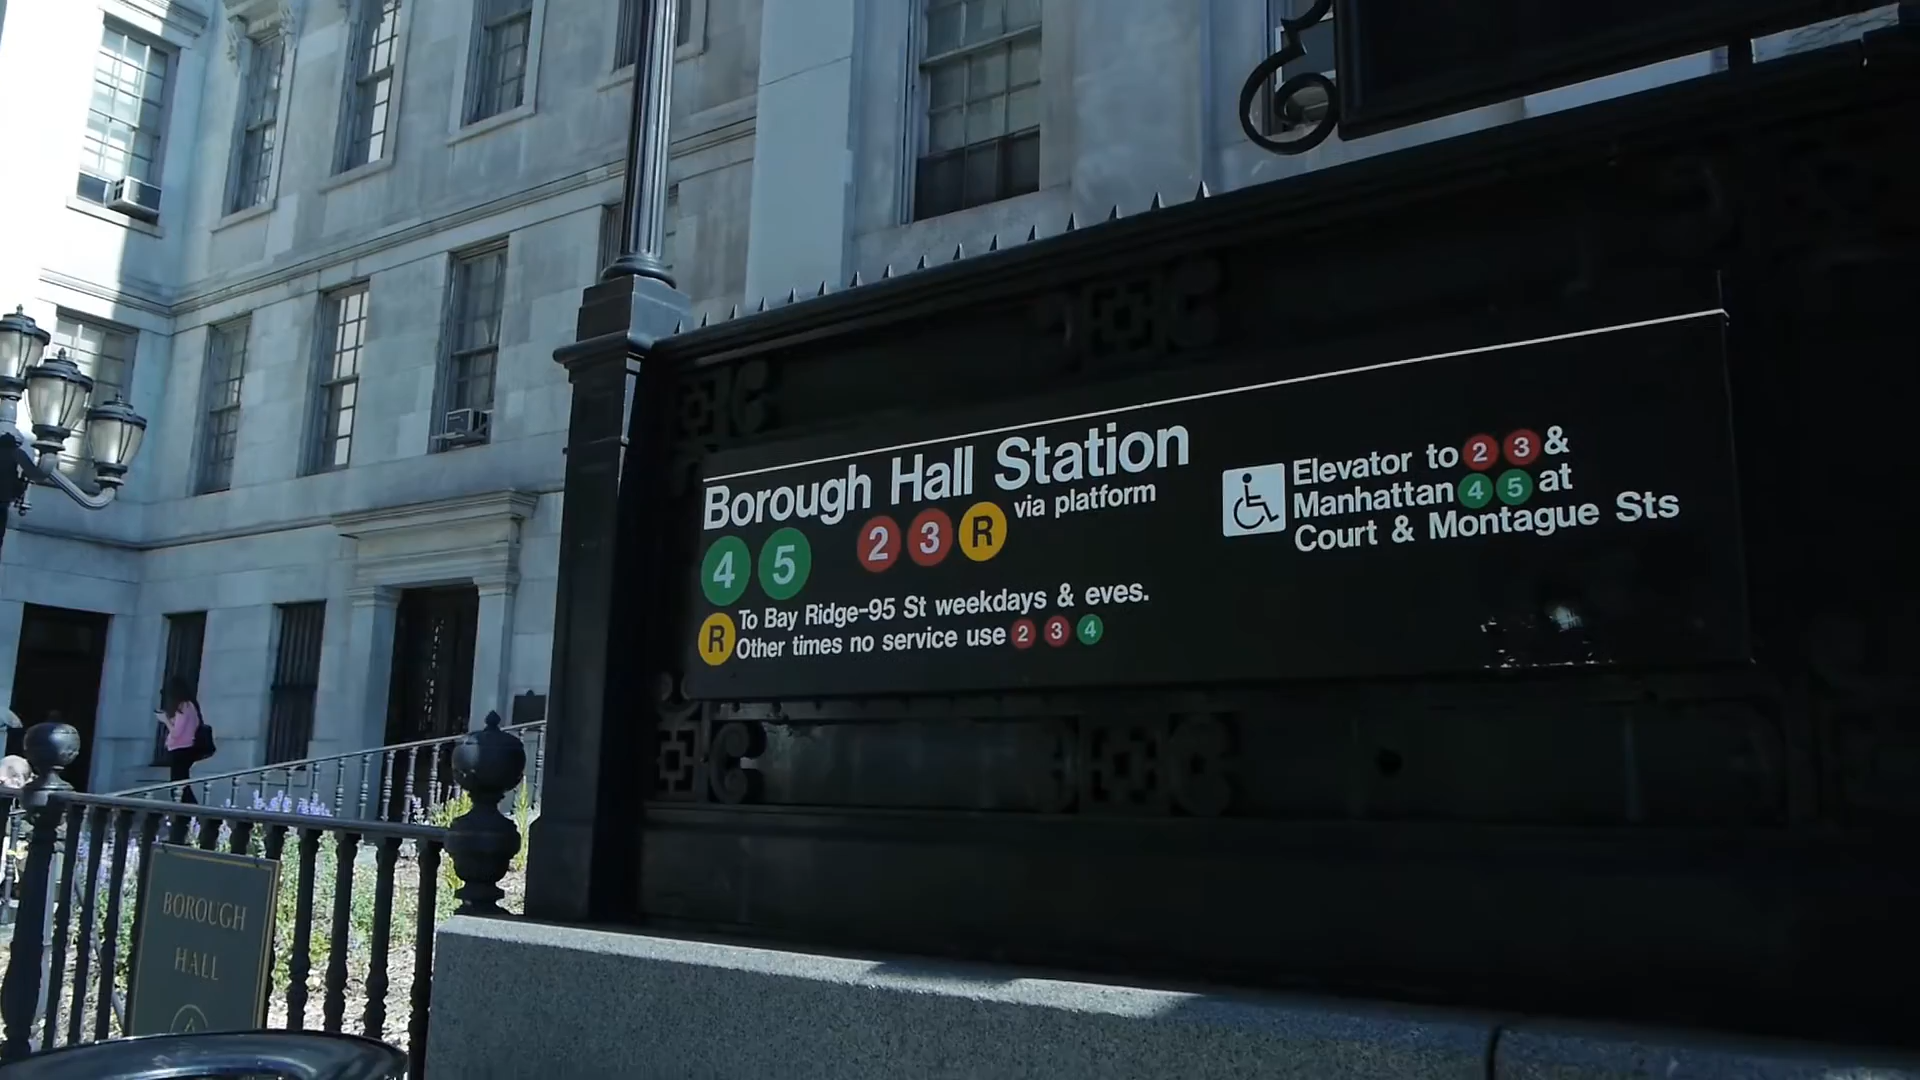 Borough Hall Station
4 5 2 3 R via platform
R To Bay Ridge-95 St weekdays & eves.
Other times no service use 2 3 4
Elevator to 2 3 &
Manhattan 4 5 at
Court & Montague Sts
BOROUGH
HALL